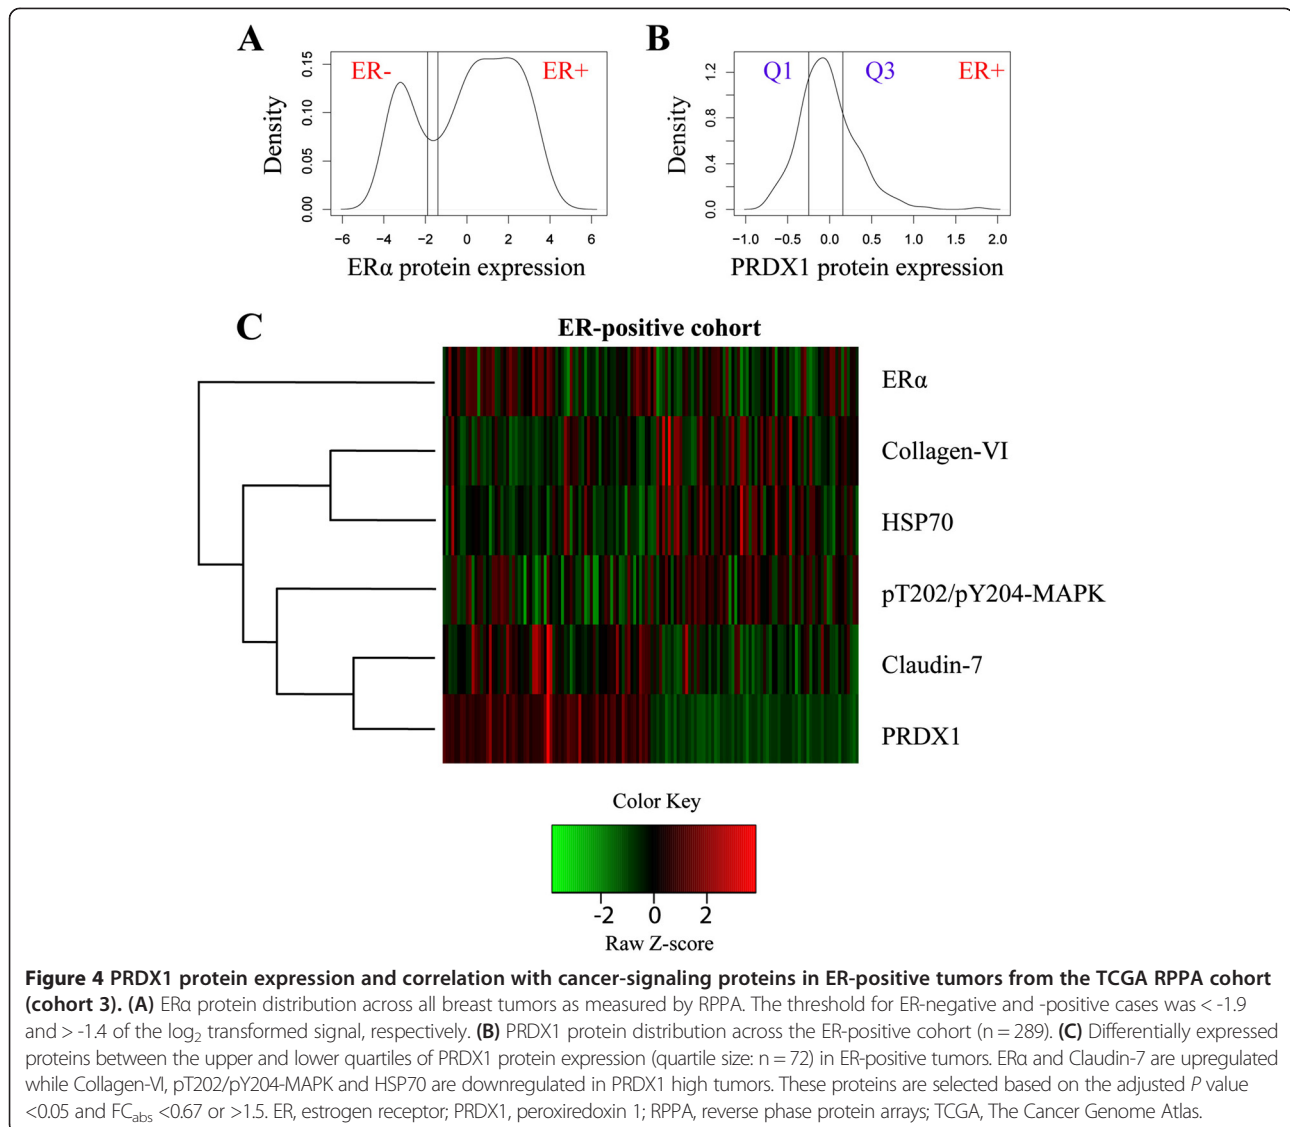 A
B
ER-
ER+
Q1
Q3
ER+
Density
0.00 0.05 0.10 0.15
−6 −4 −2 0 2 4 6
ERα protein expression
Density
0.0 0.4 0.8 1.2
−1.0 −0.5 0.0 0.5 1.0 1.5 2.0
PRDX1 protein expression
C
ER-positive cohort
ERα
Collagen-VI
HSP70
pT202/pY204-MAPK
Claudin-7
PRDX1
Color Key
-2 0 2
Raw Z-score
Figure 4 PRDX1 protein expression and correlation with cancer-signaling proteins in ER-positive tumors from the TCGA RPPA cohort
(cohort 3). (A) ERα protein distribution across all breast tumors as measured by RPPA. The threshold for ER-negative and -positive cases was < -1.9
and > -1.4 of the log2 transformed signal, respectively. (B) PRDX1 protein distribution across the ER-positive cohort (n = 289). (C) Differentially expressed
proteins between the upper and lower quartiles of PRDX1 protein expression (quartile size: n = 72) in ER-positive tumors. ERα and Claudin-7 are upregulated
while Collagen-VI, pT202/pY204-MAPK and HSP70 are downregulated in PRDX1 high tumors. These proteins are selected based on the adjusted P value
<0.05 and FCabs <0.67 or >1.5. ER, estrogen receptor; PRDX1, peroxiredoxin 1; RPPA, reverse phase protein arrays; TCGA, The Cancer Genome Atlas.